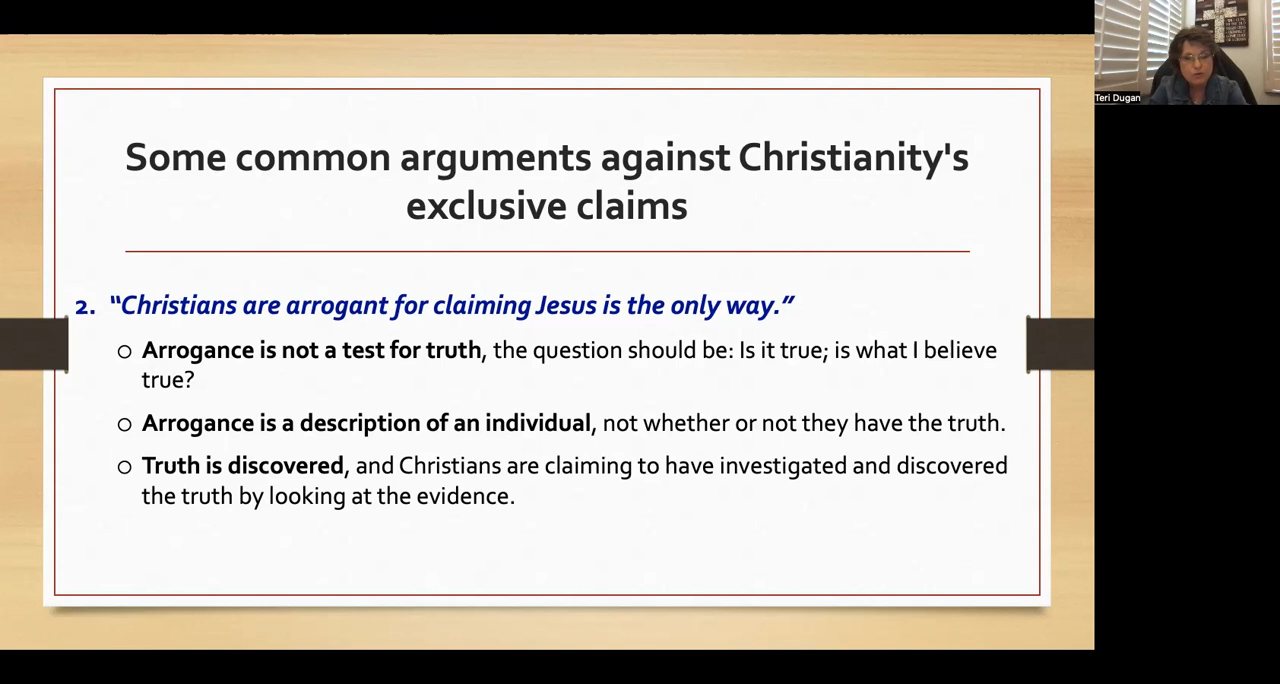 Some common arguments against Christianity's
exclusive claims
2. “Christians are arrogant for claiming Jesus is the only way.”
○ Arrogance is not a test for truth, the question should be: Is it true; is what I believe
true?
○ Arrogance is a description of an individual, not whether or not they have the truth.
○ Truth is discovered, and Christians are claiming to have investigated and discovered
the truth by looking at the evidence.
Teri Dugan